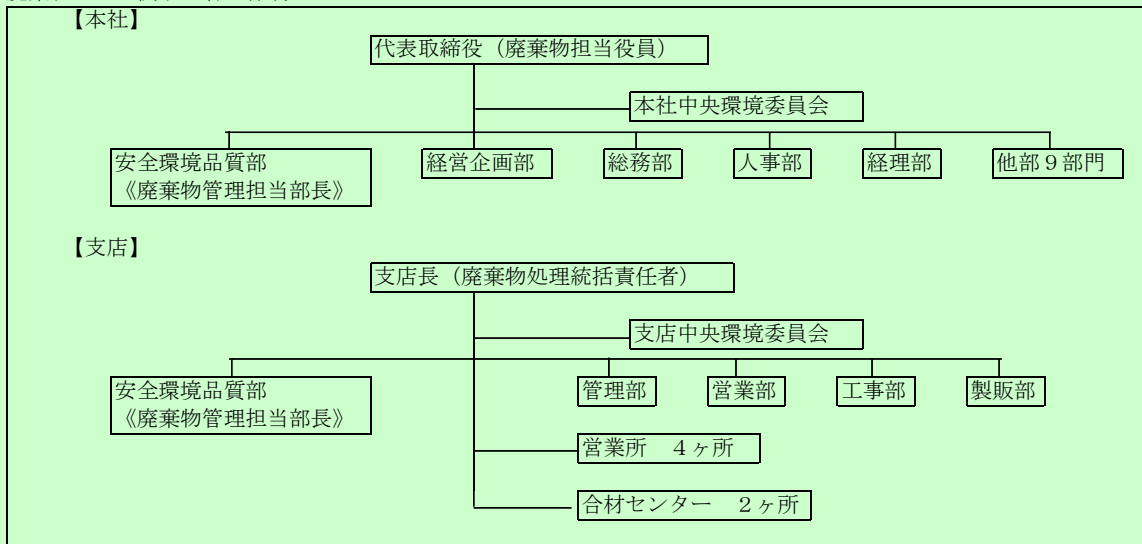 【本社】
代表取締役（廃棄物担当役員）
本社中央環境委員会
安全環境品質部 経営企画部 総務部 人事部 経理部 他部９部門
《廃棄物管理担当部長》
【支店】
支店長（廃棄物処理統括責任者）
支店中央環境委員会
安全環境品質部 管理部 営業部 工事部 製販部
《廃棄物管理担当部長》
営業所　４ヶ所
合材センター　２ヶ所